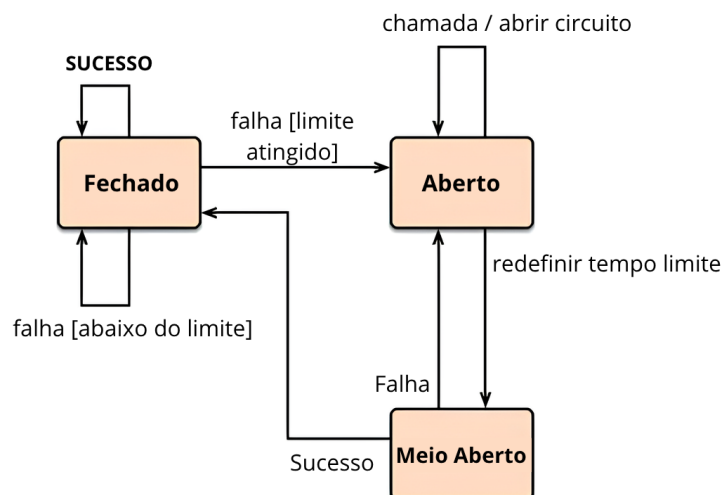 chamada / abrir circuito
SUCESSO
falha [limite
atingido]
Fechado
Aberto
redefinir tempo limite
falha [abaixo do limite]
Falha
Meio Aberto
Sucesso